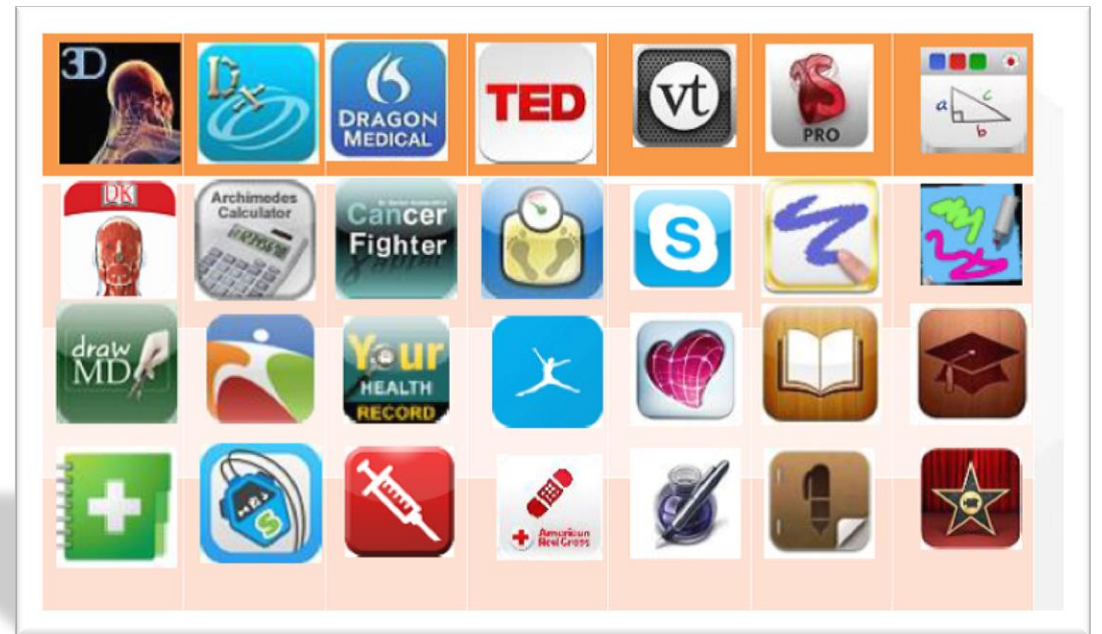 3D
Dx
DRAGON
MEDICAL
TED
vt
PRO
a
c
b
DK
Archimedes
Calculator
Cancer
Fighter
S
draw
MD
Your
HEALTH
RECORD
S
American
Red Cross